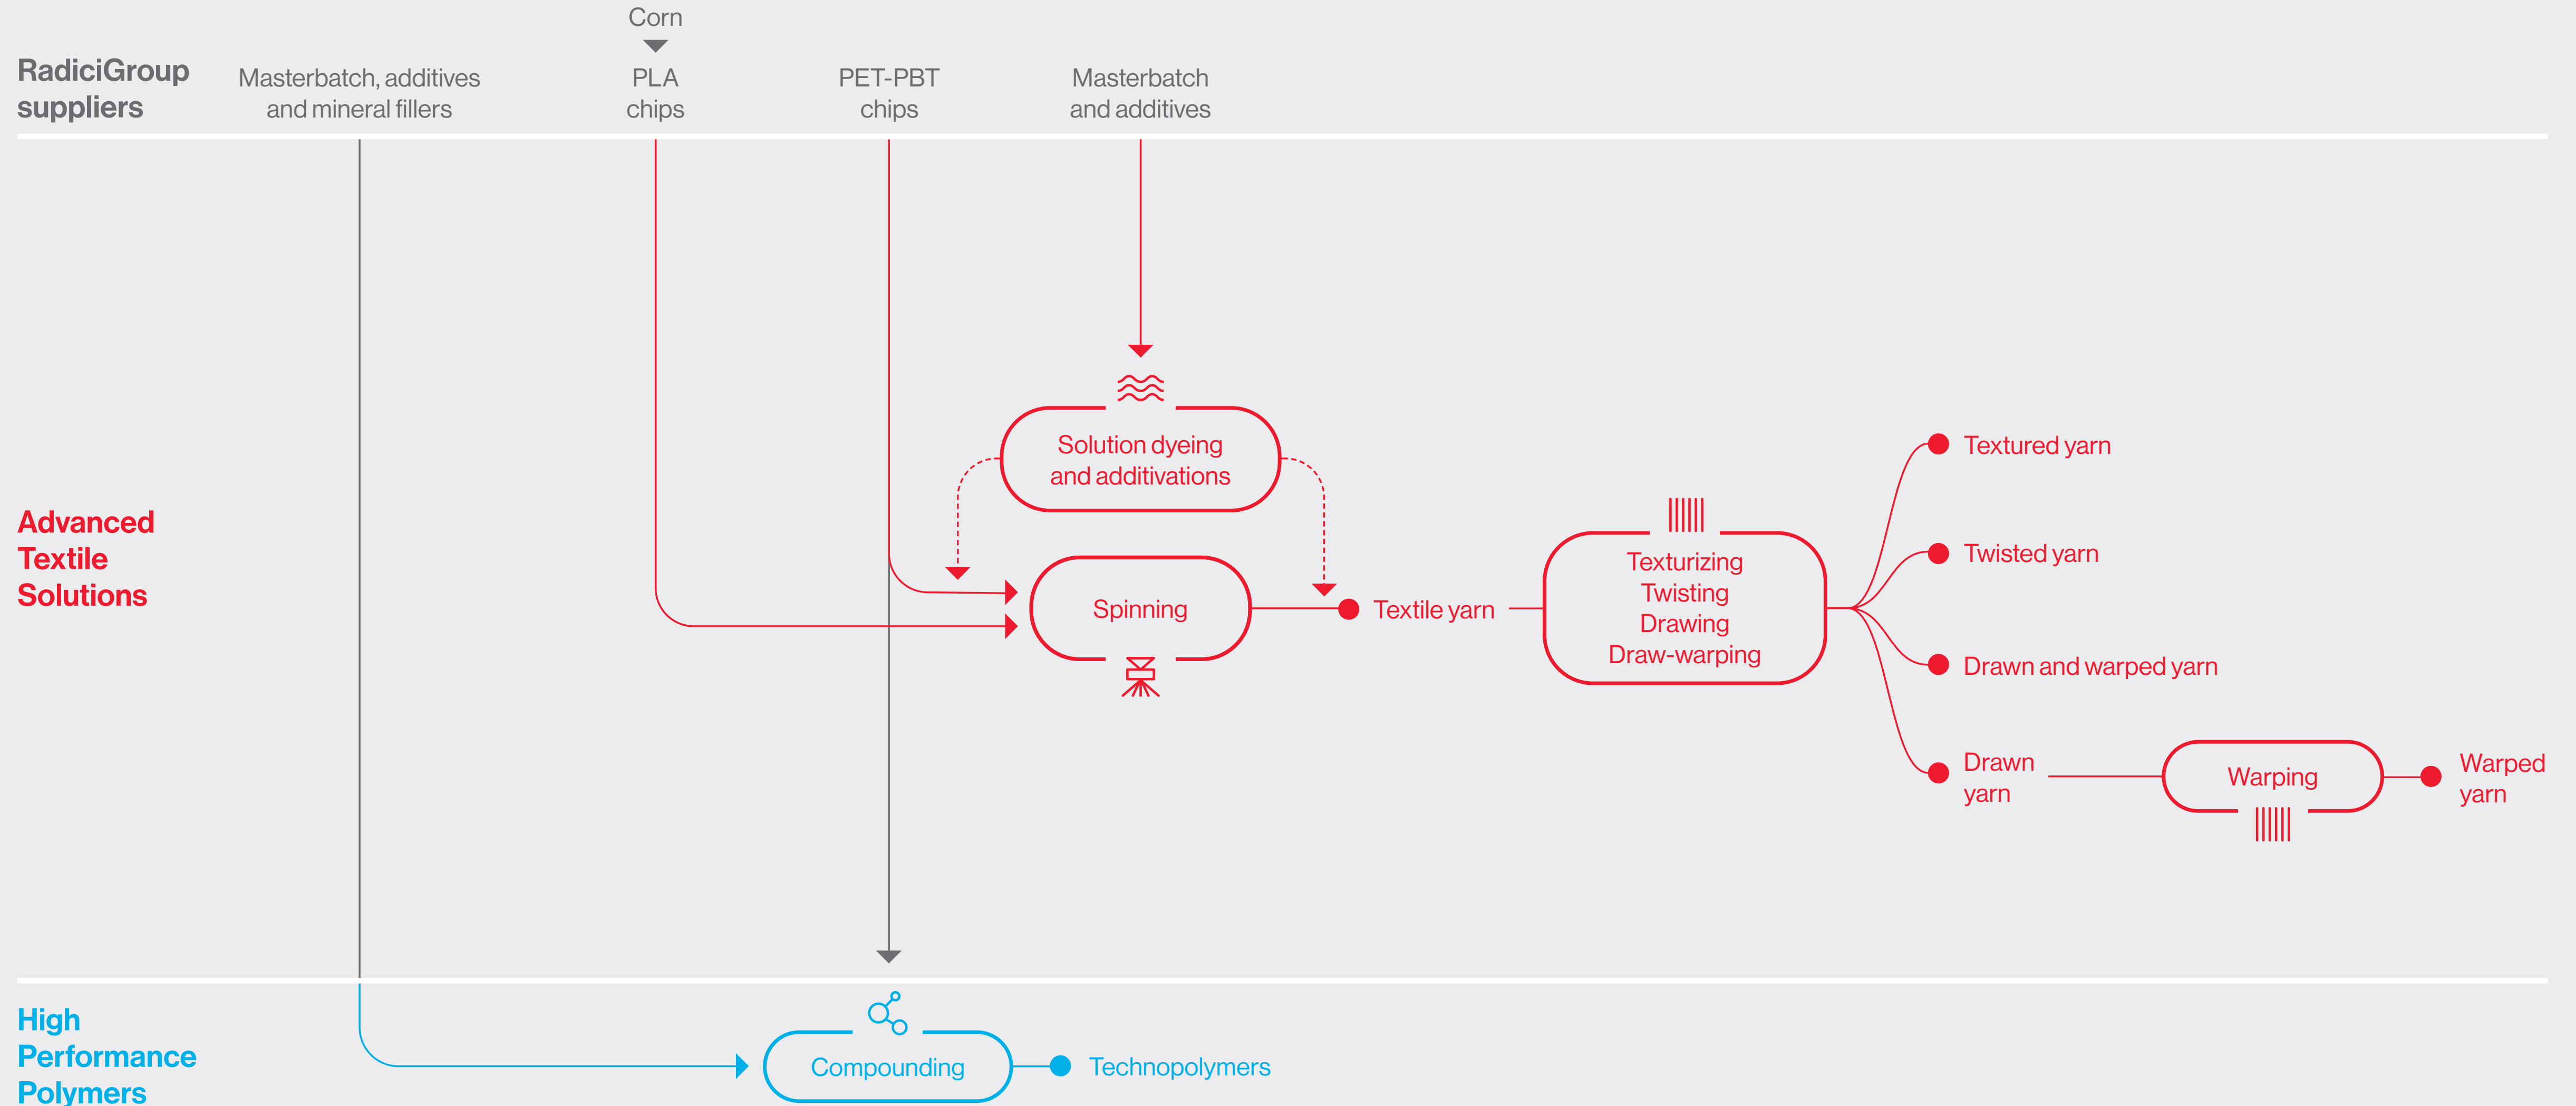 Corn
RadiciGroup
suppliers
Masterbatch, additives
and mineral fillers
PLA
chips
PET-PBT
chips
Masterbatch
and additives
Advanced
Textile
Solutions
Solution dyeing
and additivations
Spinning
Textile yarn
Texturizing
Twisting
Drawing
Draw-warping
Textured yarn
Twisted yarn
Drawn and warped yarn
Drawn
yarn
Warping
Warped
yarn
High
Performance
Polymers
Compounding
Technopolymers